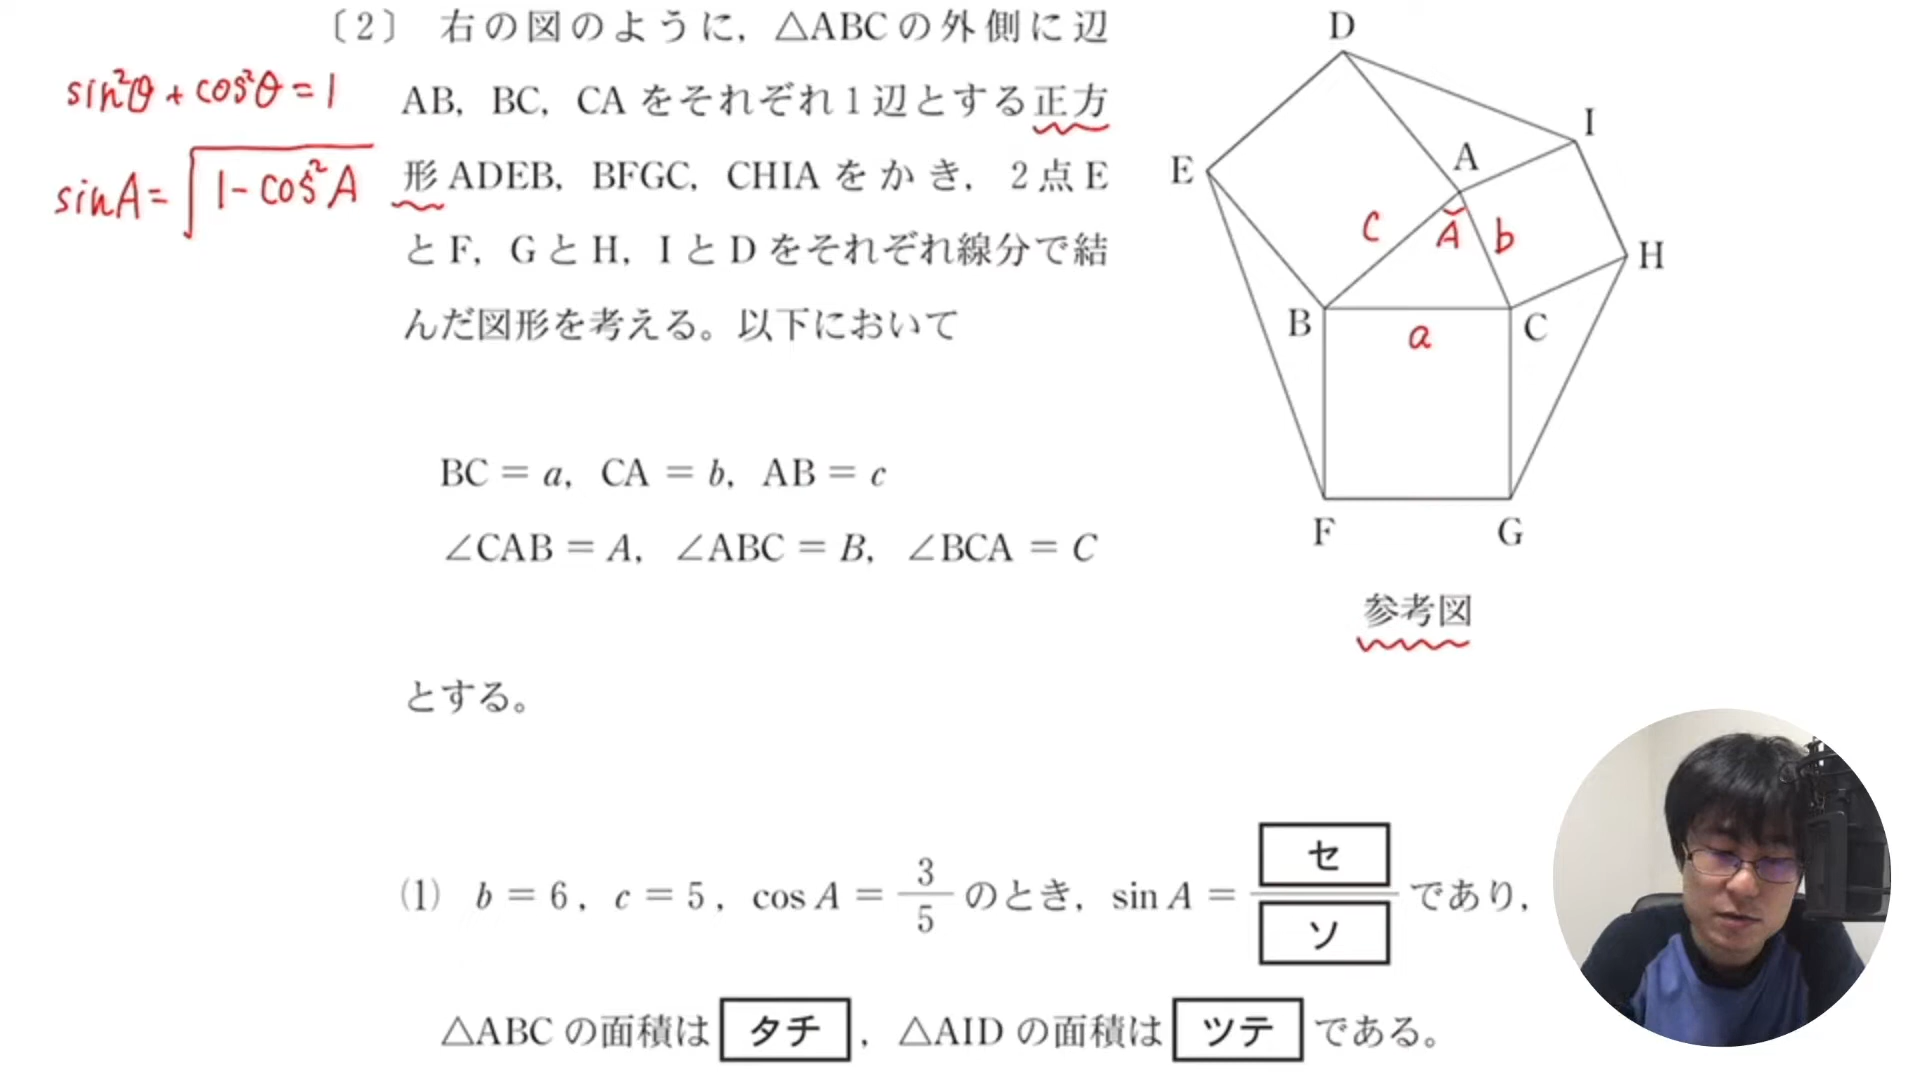 〔2〕 右の図のように，△ABCの外側に辺
AB，BC，CA をそれぞれ1辺とする正方
形 ADEB，BFGC，CHIA をかき，2点E
とF，GとH，IとDをそれぞれ線分で結
んだ図形を考える。以下において
BC = a，CA = b，AB = c
∠CAB = A，∠ABC = B，∠BCA = C
とする。
sin²θ + cos²θ = 1
sinA = √(1 - cos²A)
D
I
A
E
H
c
A
b
B
C
a
F
G
参考図
(1) b = 6，c = 5，cos A = 3/5 のとき，sin A = セ/ソ であり，
△ABC の面積は タチ ，△AID の面積は ツテ である。